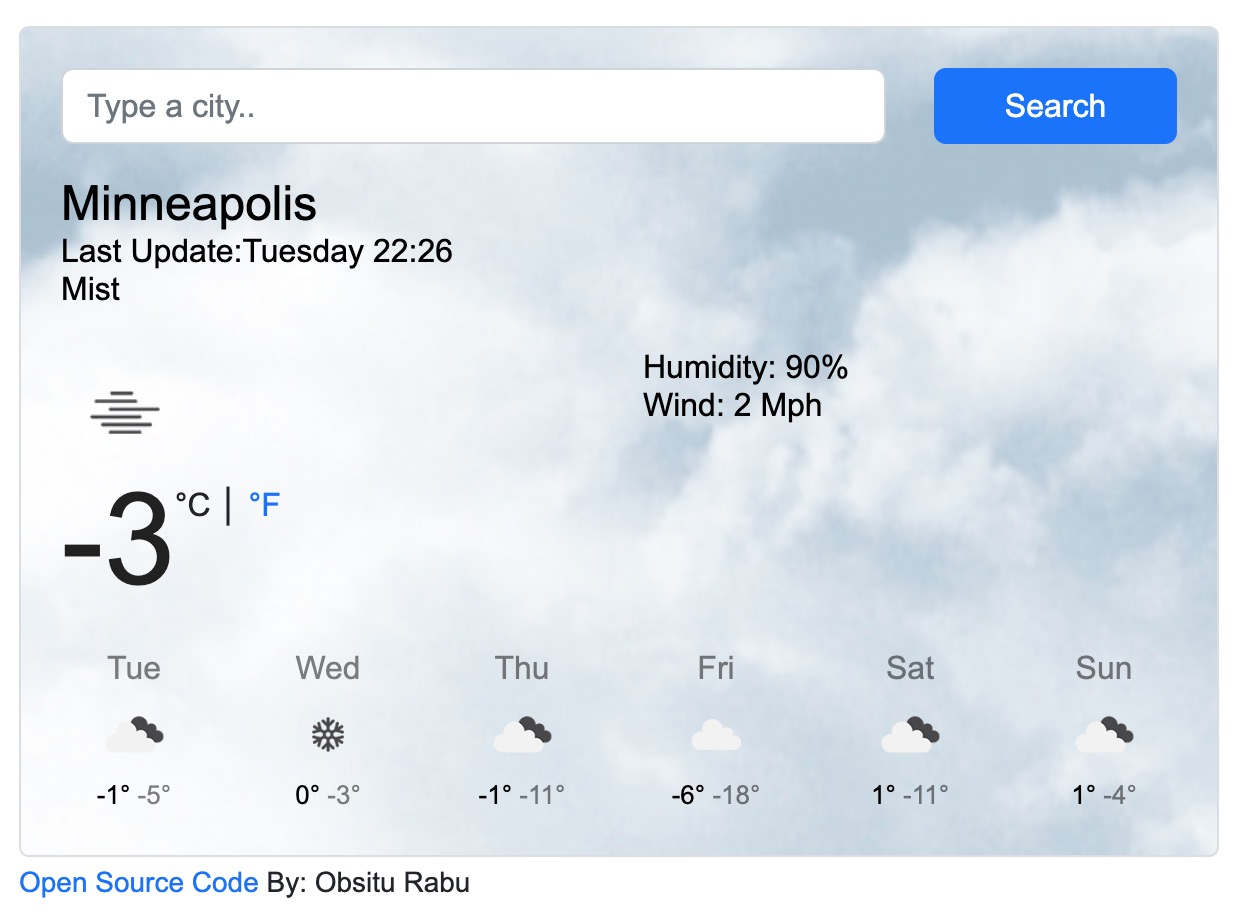 Type a city..
Search
Minneapolis
Last Update:Tuesday 22:26
Mist
Humidity: 90%
Wind: 2 Mph
-3 °C | °F
Tue Wed Thu Fri Sat Sun
-1° -5° 0° -3° -1° -11° -6° -18° 1° -11° 1° -4°
Open Source Code By: Obsitu Rabu